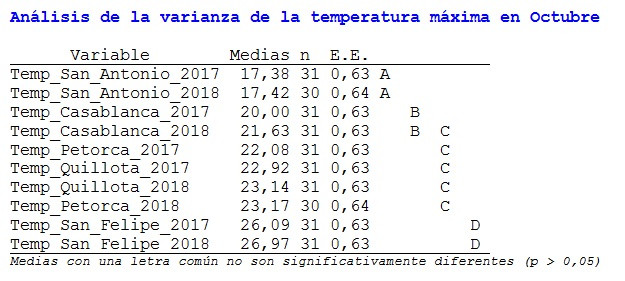 Análisis de la varianza de la temperatura máxima en Octubre
Variable Medias n E.E.
Temp_San_Antonio_2017 17,38 31 0,63 A
Temp_San_Antonio_2018 17,42 30 0,64 A
Temp_Casablanca_2017 20,00 31 0,63 B
Temp_Casablanca_2018 21,63 31 0,63 B C
Temp_Petorca_2017 22,08 31 0,63 C
Temp_Quillota_2017 22,92 31 0,63 C
Temp_Quillota_2018 23,14 31 0,63 C
Temp_Petorca_2018 23,17 30 0,64 C
Temp_San_Felipe_2017 26,09 31 0,63 D
Temp_San_Felipe_2018 26,97 31 0,63 D
Medias con una letra común no son significativamente diferentes (p > 0,05)